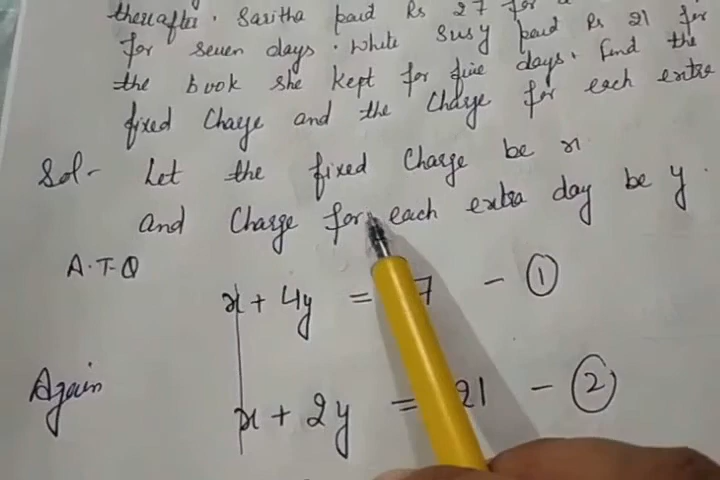 thereafter. Saritha paid Rs 27 for a
for seven days. While Susy paid Rs 21 for
the book she kept for five days. Find the
fixed Charge and the Charge for each extra
Sol- Let the fixed Charge be x
and Charge for each extra day be y.
A.T-Q
x + 4y = 7 - ①
Again
x + 2y = 21 - ②